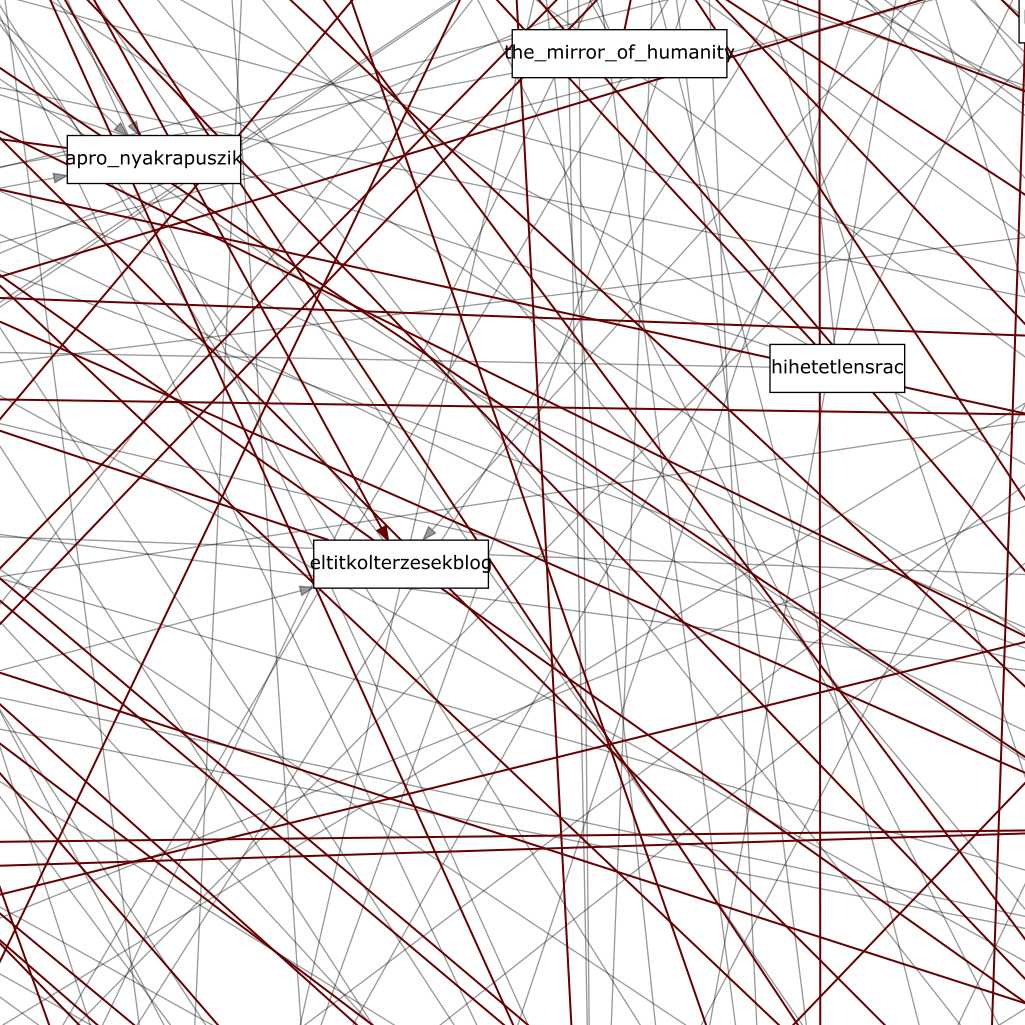 the_mirror_of_humanity
apro_nyakrapuszik
hihetetlensrac
eltitkolterzesekblog